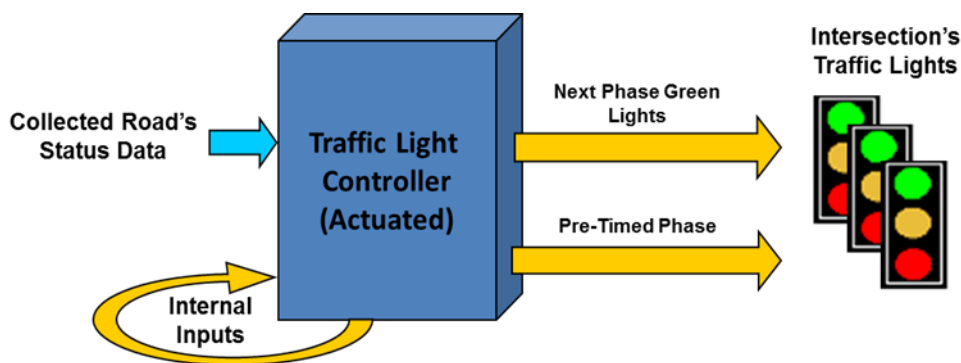 Collected Road's
Status Data
Traffic Light
Controller
(Actuated)
Internal
Inputs
Next Phase Green
Lights
Pre-Timed Phase
Intersection's
Traffic Lights